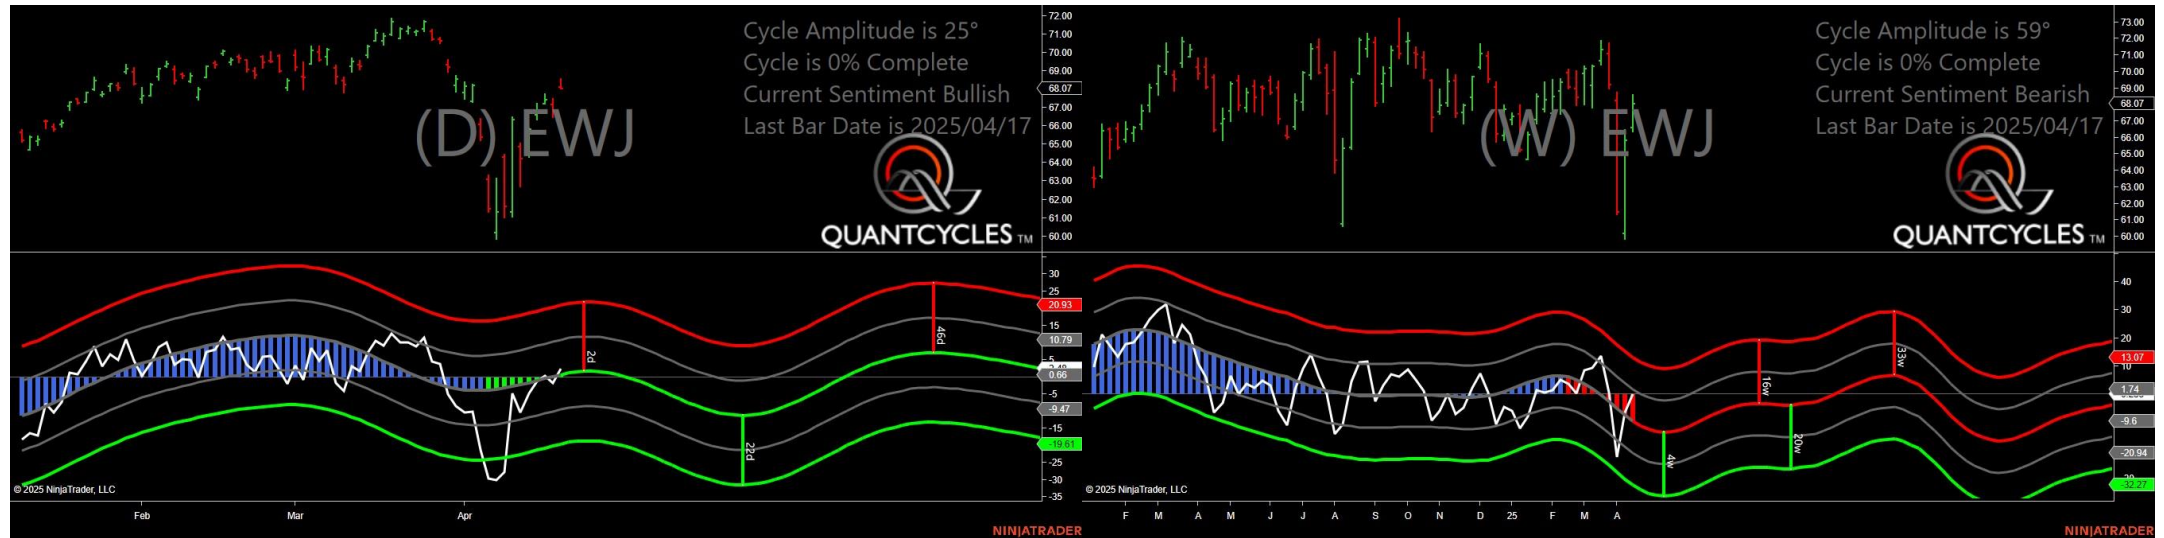 Cycle Amplitude is 25°
Cycle is 0% Complete
Current Sentiment Bullish
Last Bar Date is 2025/04/17
(D) EWJ
QUANTCYCLES TM
72.00
71.00
70.00
69.00
68.07
67.00
66.00
65.00
64.00
63.00
62.00
61.00
60.00
2d
22d
46d
30
25
20.93
15
10.79
5
0.66
-5
-9.47
-15
-19.61
-25
-30
-35
© 2025 NinjaTrader, LLC
Feb
Mar
Apr
NINJATRADER
Cycle Amplitude is 59°
Cycle is 0% Complete
Current Sentiment Bearish
Last Bar Date is 2025/04/17
(W) EWJ
QUANTCYCLES TM
73.00
72.00
71.00
70.00
69.00
68.07
67.00
66.00
65.00
64.00
63.00
62.00
61.00
60.00
4w
16w
20w
33w
40
30
20
13.07
10
1.74
-9.6
-20.94
-32.27
© 2025 NinjaTrader, LLC
F
M
A
M
J
J
A
S
O
N
D
25
F
M
A
NINJATRADER